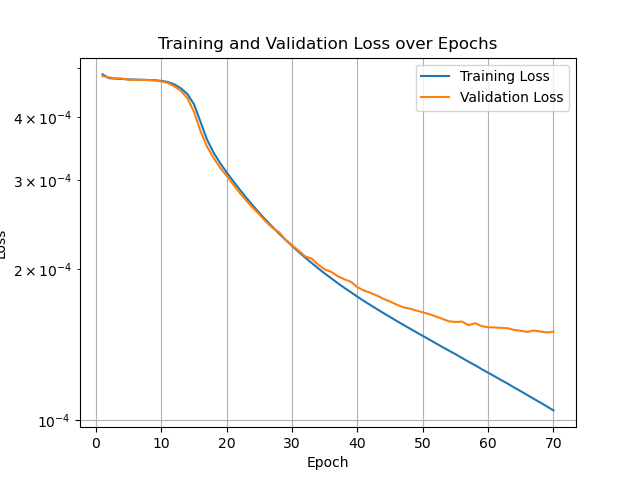 Training and Validation Loss over Epochs
Training Loss
Validation Loss
4 × 10⁻⁴
3 × 10⁻⁴
2 × 10⁻⁴
10⁻⁴
Loss
0 10 20 30 40 50 60 70
Epoch